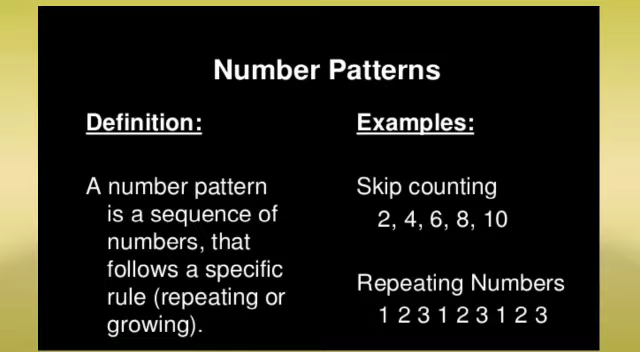 Number Patterns
Definition:
A number pattern
is a sequence of
numbers, that
follows a specific
rule (repeating or
growing).
Examples:
Skip counting
2, 4, 6, 8, 10
Repeating Numbers
1 2 3 1 2 3 1 2 3